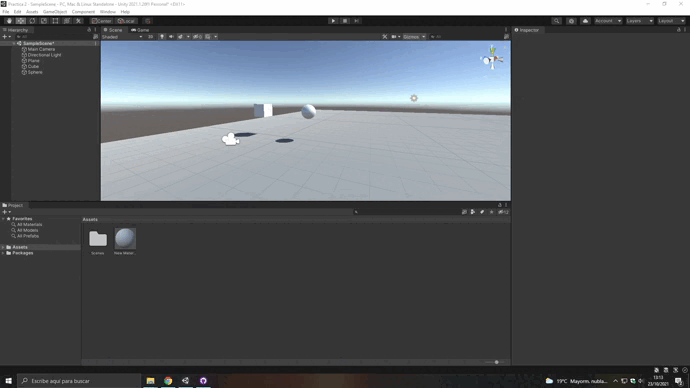 Practica 2 - SampleScene - PC, Mac & Linux Standalone - Unity 2021.1.20f1 Personal* <DX11>
File Edit Assets GameObject Component Window Help
Center Local
Account Layers Layout
Hierarchy
Scene Game
Inspector
All
Shaded 2D Gizmos All
SampleScene*
Main Camera
Directional Light
Plane
Cube
Sphere
Project
Favorites
All Materials
All Models
All Prefabs
Assets
Packages
Assets
Scenes
New Materi...
Escribe aquí para buscar
19°C Mayorm. nubla...
13:13
23/10/2021